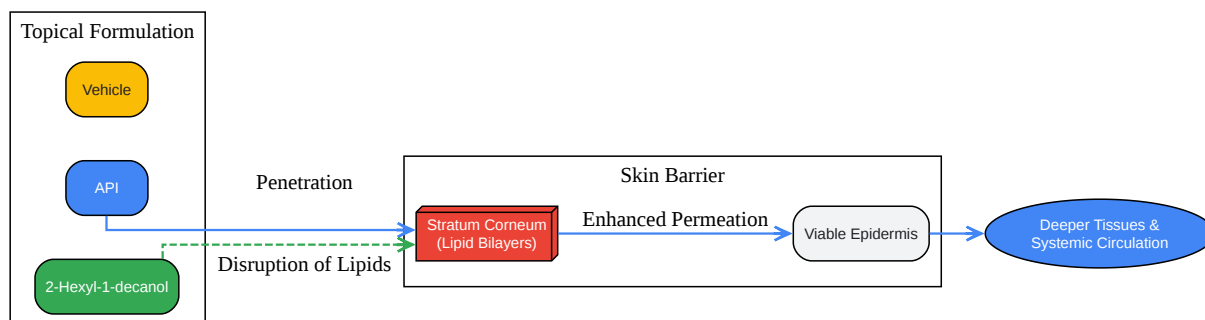 Topical Formulation
Vehicle
API
2-Hexyl-1-decanol
Penetration
Disruption of Lipids
Skin Barrier
Stratum Corneum
(Lipid Bilayers)
Enhanced Permeation
Viable Epidermis
Deeper Tissues &
Systemic Circulation